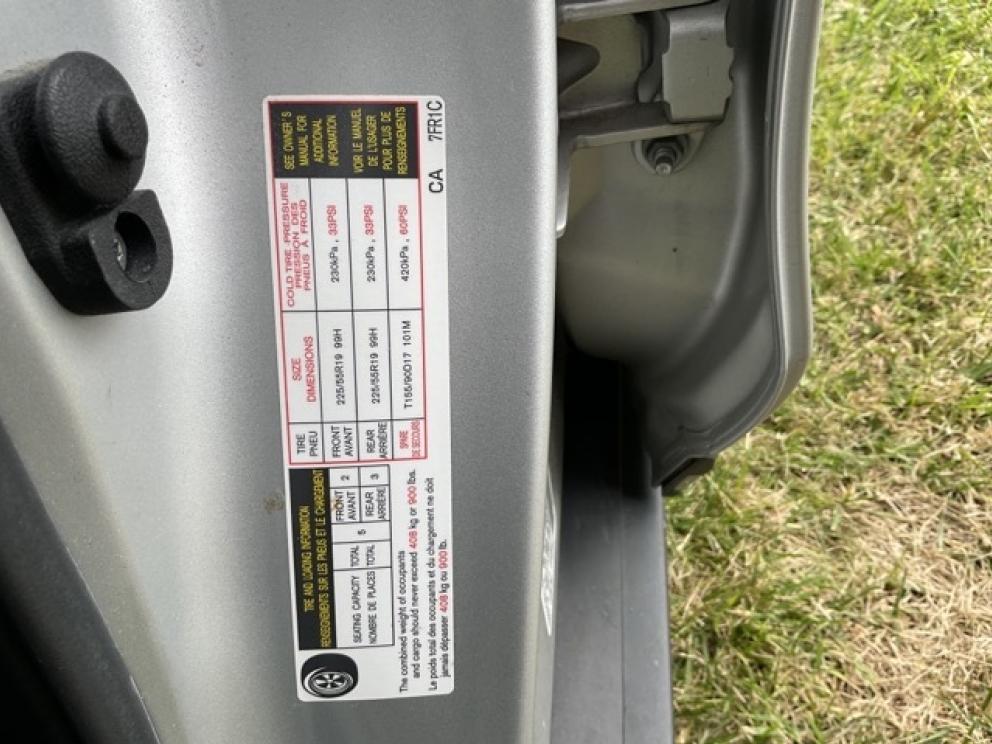 TIRE AND LOADING INFORMATION
RENSEIGNEMENTS SUR LES PNEUS ET LE CHARGEMENT
SEATING CAPACITY TOTAL 5 FRONT AVANT 2
NOMBRE DE PLACES TOTAL REAR ARRIÈRE 3
The combined weight of occupants
and cargo should never exceed 408 kg or 900 lbs.
Le poids total des occupants et du chargement ne doit
jamais dépasser 408 kg ou 900 lb.
TIRE PNEU
SIZE DIMENSIONS
COLD TIRE PRESSURE
PRESSION DES
PNEUS À FROID
FRONT AVANT 225/55R19 99H 230kPa, 33PSI
REAR ARRIÈRE 225/55R19 99H 230kPa, 33PSI
SPARE DE SECOURS T155/90D17 101M 420kPa, 60PSI
SEE OWNER'S
MANUAL FOR
ADDITIONAL
INFORMATION
VOIR LE MANUEL
DE L'USAGER
POUR PLUS DE
RENSEIGNEMENTS
CA 7FR1C